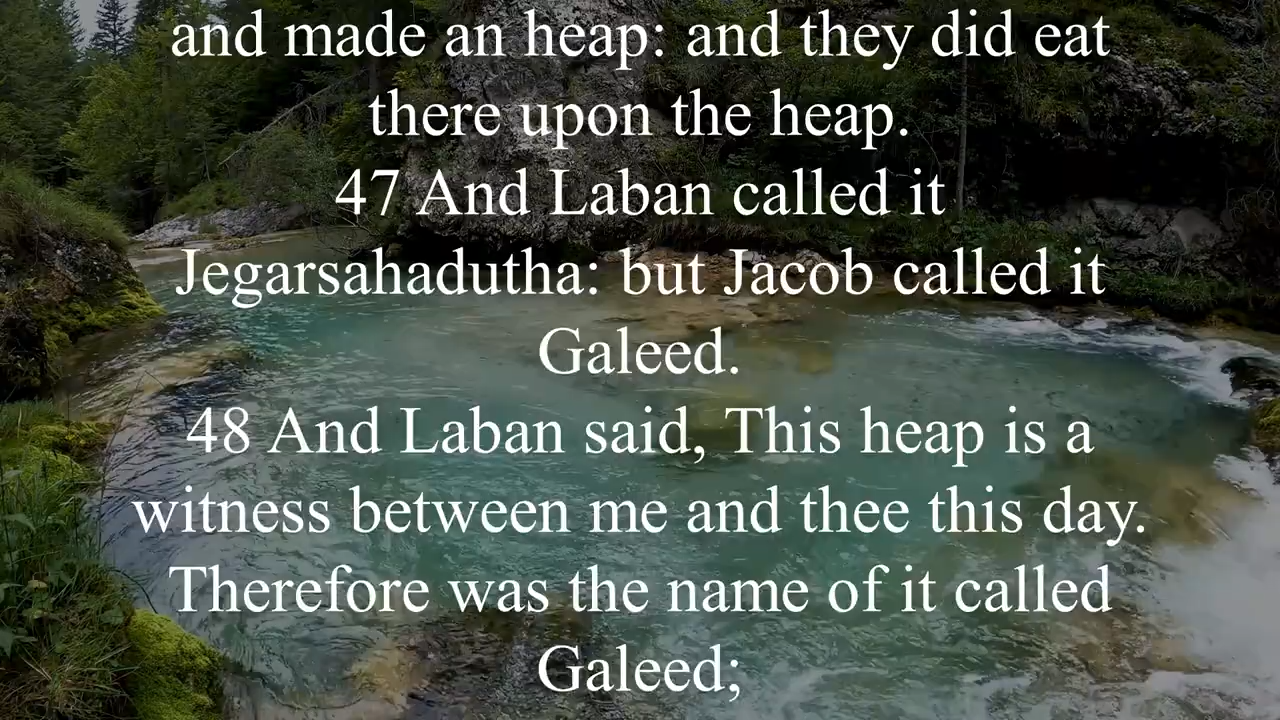 and made an heap: and they did eat
there upon the heap.
47 And Laban called it
Jegarsahadutha: but Jacob called it
Galeed.
48 And Laban said, This heap is a
witness between me and thee this day.
Therefore was the name of it called
Galeed;